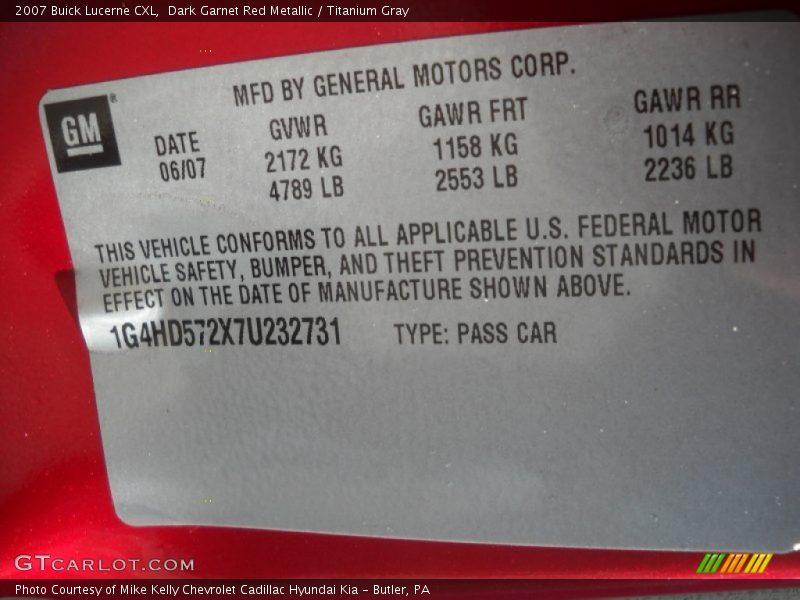 2007 Buick Lucerne CXL,  Dark Garnet Red Metallic / Titanium Gray
MFD BY GENERAL MOTORS CORP.
GM®
DATE GVWR GAWR FRT GAWR RR
06/07 2172 KG 1158 KG 1014 KG
4789 LB 2553 LB 2236 LB
THIS VEHICLE CONFORMS TO ALL APPLICABLE U.S. FEDERAL MOTOR
VEHICLE SAFETY, BUMPER, AND THEFT PREVENTION STANDARDS IN
EFFECT ON THE DATE OF MANUFACTURE SHOWN ABOVE.
1G4HD572X7U232731 TYPE: PASS CAR
GTCARLOT.COM
Photo Courtesy of Mike Kelly Chevrolet Cadillac Hyundai Kia – Butler, PA